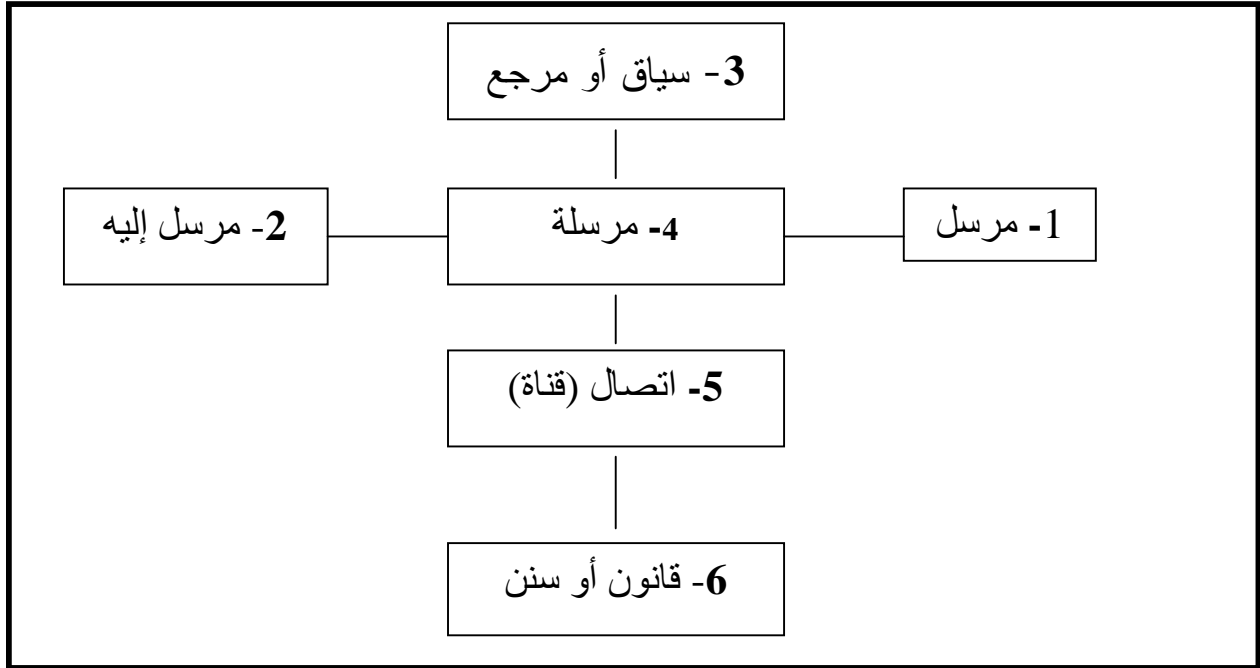 3- سياق أو مرجع
1- مرسل
4- مرسلة
2- مرسل إليه
5- اتصال (قناة)
6- قانون أو سنن